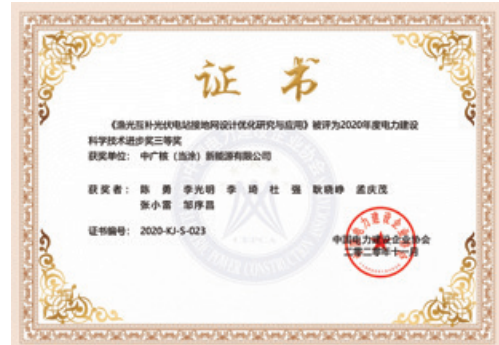 证书
《渔光互补光伏电站接地网设计优化研究与应用》被评为2020年度电力建设
科学技术进步奖三等奖
获奖单位： 中广核（当涂）新能源有限公司
获奖者： 陈勇 李光明 李琦 杜强 耿晓峥 孟庆茂
张小雷 邹序昌
证书编号： 2020-KJ-S-023
中国电力建设企业协会
二零二零年十一月